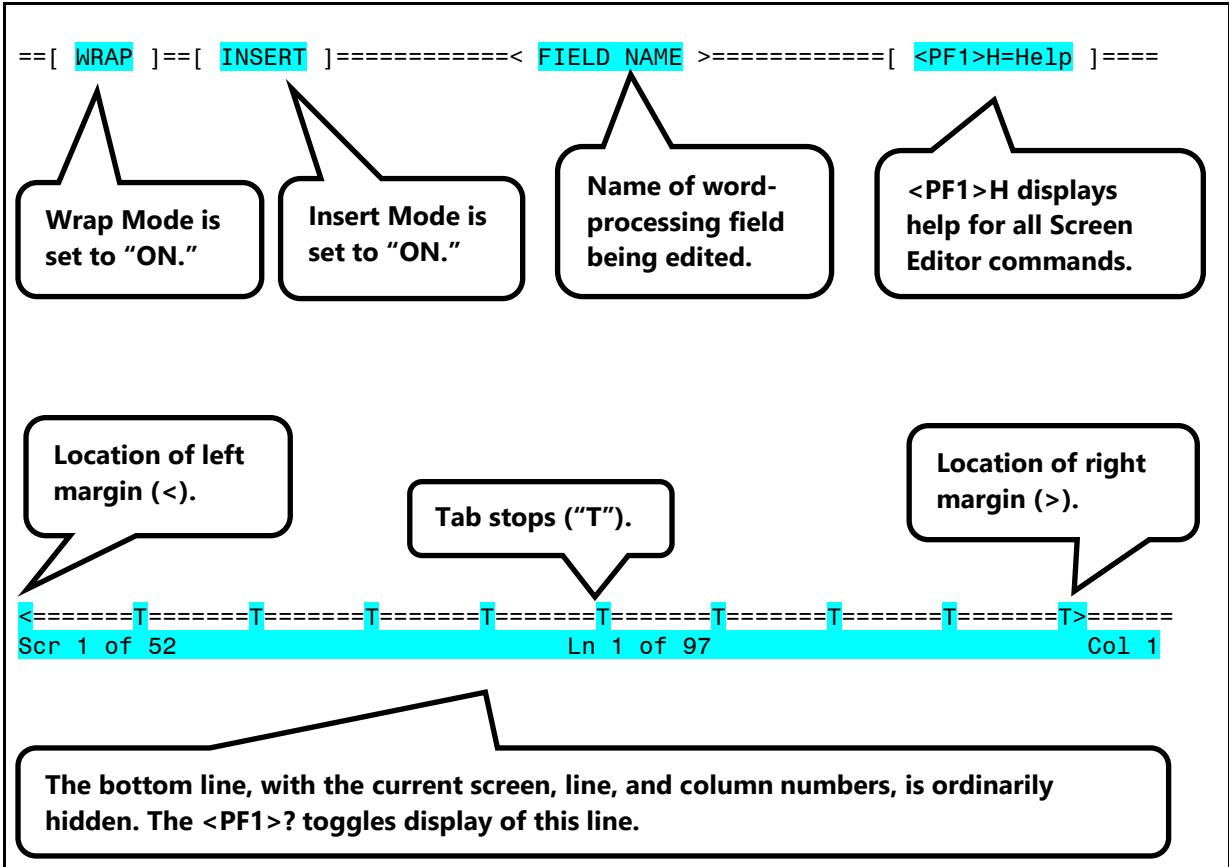 ==[ WRAP ]==[ INSERT ]============< FIELD NAME >============[ <PF1>H=Help ]====
Wrap Mode is
set to “ON.”
Insert Mode is
set to “ON.”
Name of word-
processing field
being edited.
<PF1>H displays
help for all Screen
Editor commands.
Location of left
margin (<).
Tab stops (“T”).
Location of right
margin (>).
<=======T=======T=======T=======T=======T=======T=======T=======T=======T>======
Scr 1 of 52 Ln 1 of 97 Col 1
The bottom line, with the current screen, line, and column numbers, is ordinarily
hidden. The <PF1>? toggles display of this line.